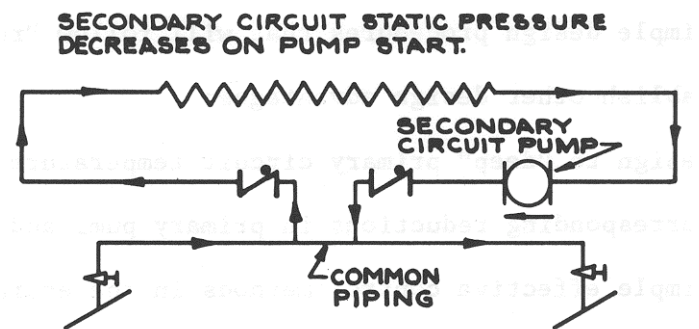 SECONDARY CIRCUIT STATIC PRESSURE
DECREASES ON PUMP START.
SECONDARY
CIRCUIT PUMP
COMMON
PIPING